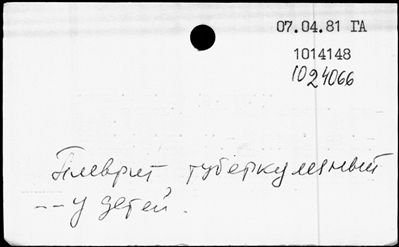 07.04.81 ГА
1014148
1024066
Плеврит туберкулезный
-- у детей.